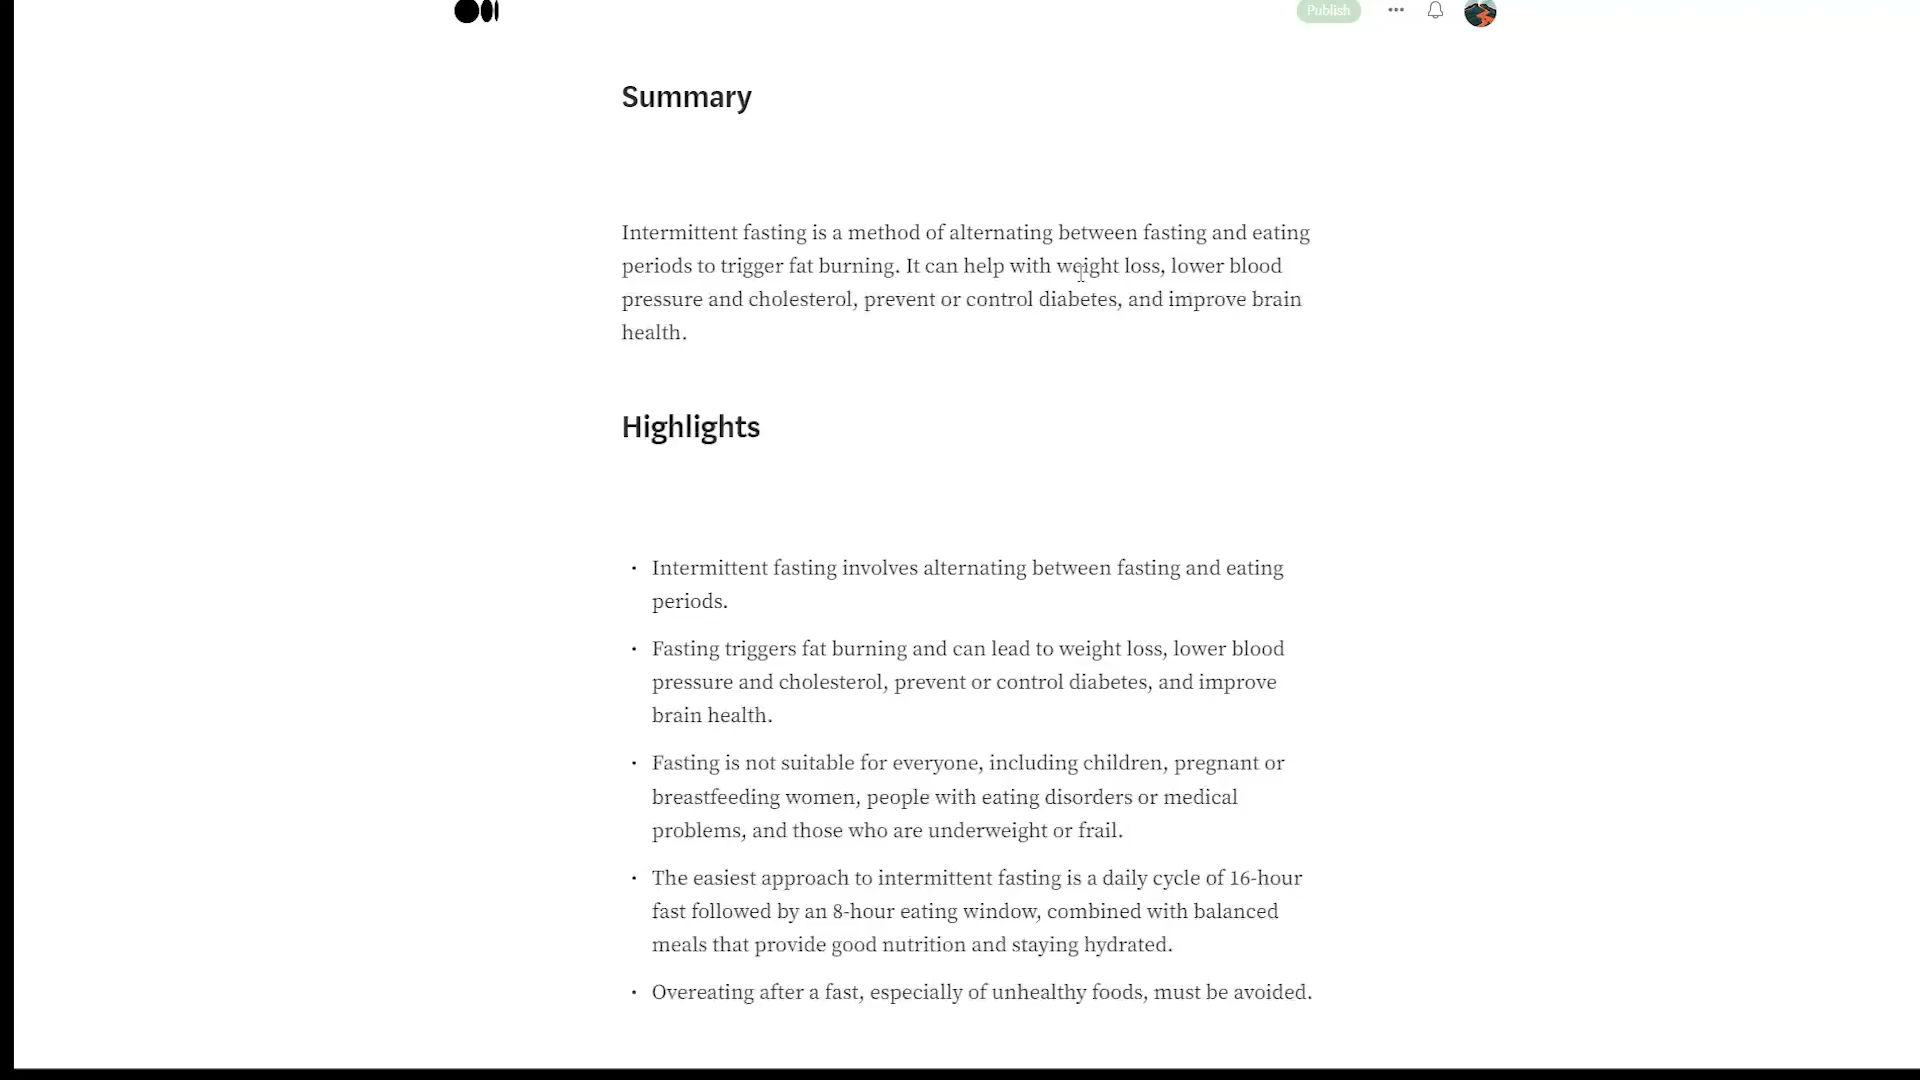 Publish
Summary
Intermittent fasting is a method of alternating between fasting and eating
periods to trigger fat burning. It can help with weight loss, lower blood
pressure and cholesterol, prevent or control diabetes, and improve brain
health.
Highlights
• Intermittent fasting involves alternating between fasting and eating
periods.
• Fasting triggers fat burning and can lead to weight loss, lower blood
pressure and cholesterol, prevent or control diabetes, and improve
brain health.
• Fasting is not suitable for everyone, including children, pregnant or
breastfeeding women, people with eating disorders or medical
problems, and those who are underweight or frail.
• The easiest approach to intermittent fasting is a daily cycle of 16-hour
fast followed by an 8-hour eating window, combined with balanced
meals that provide good nutrition and staying hydrated.
• Overeating after a fast, especially of unhealthy foods, must be avoided.